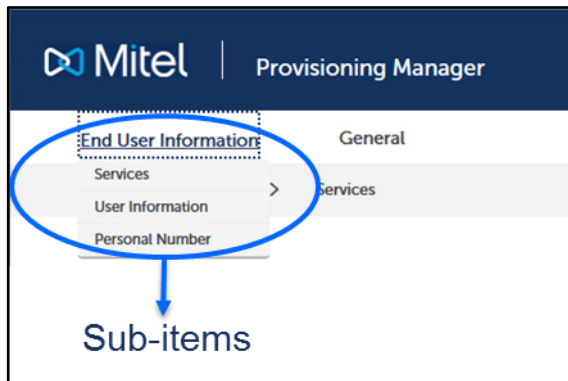 Mitel Provisioning Manager
End User Information General
Services > Services
User Information
Personal Number
Sub-items